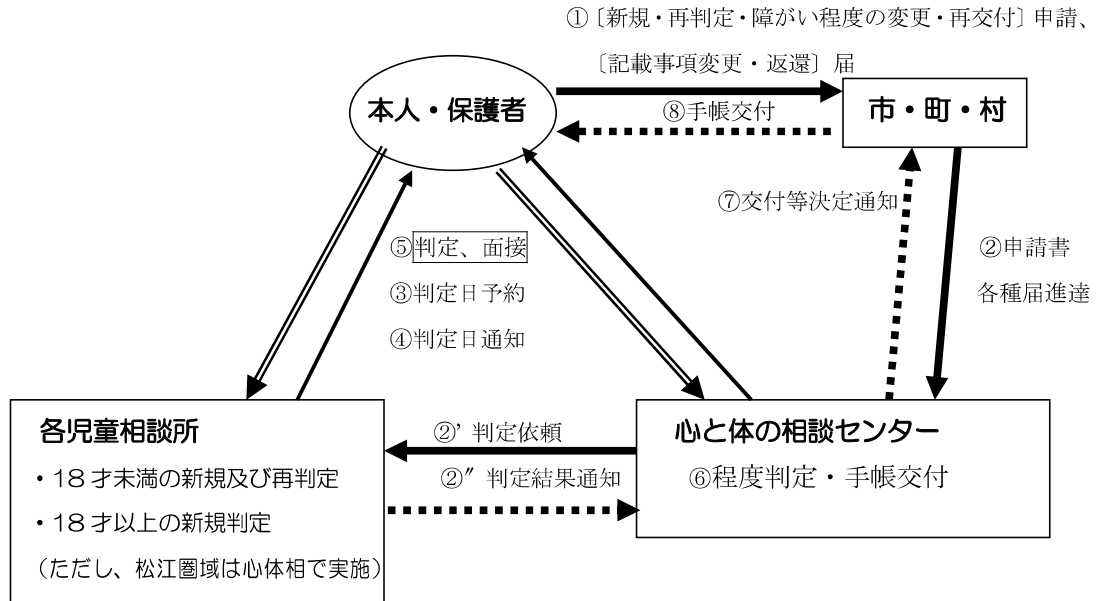 ①〔新規・再判定・障がい程度の変更・再交付〕申請、
〔記載事項変更・返還〕届
本人・保護者
⑧手帳交付
市・町・村
⑦交付等決定通知
②申請書
各種届進達
⑤判定、面接
③判定日予約
④判定日通知
各児童相談所
・18才未満の新規及び再判定
・18才以上の新規判定
（ただし、松江圏域は心体相で実施）
②’判定依頼
②”判定結果通知
心と体の相談センター
⑥程度判定・手帳交付